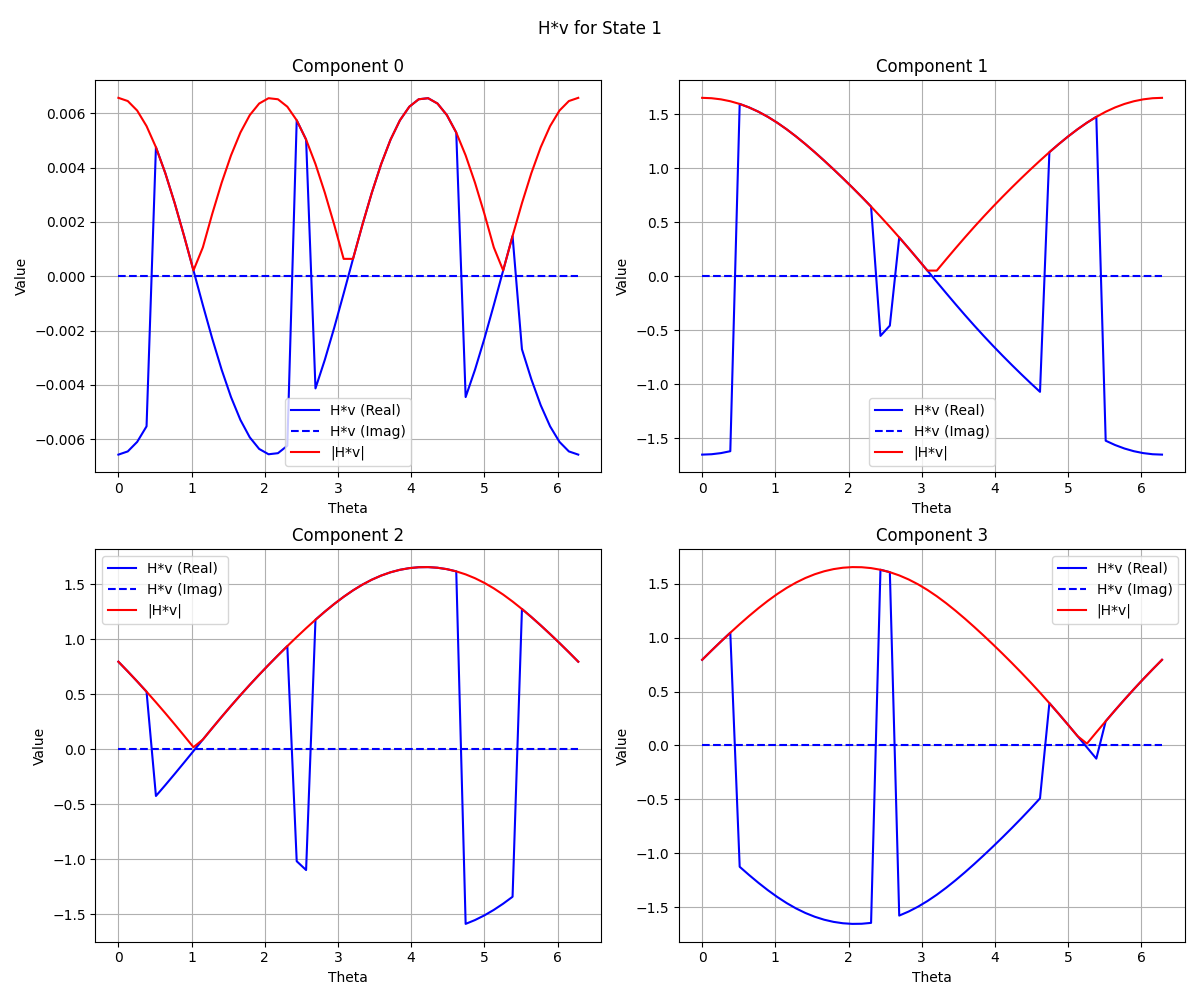 H*v for State 1
Component 0
Value
0.006
0.004
0.002
0.000
−0.002
−0.004
−0.006
H*v (Real)
H*v (Imag)
|H*v|
0 1 2 3 4 5 6
Theta
Component 1
Value
1.5
1.0
0.5
0.0
−0.5
−1.0
−1.5
H*v (Real)
H*v (Imag)
|H*v|
0 1 2 3 4 5 6
Theta
Component 2
Value
1.5
1.0
0.5
0.0
−0.5
−1.0
−1.5
H*v (Real)
H*v (Imag)
|H*v|
0 1 2 3 4 5 6
Theta
Component 3
Value
1.5
1.0
0.5
0.0
−0.5
−1.0
−1.5
H*v (Real)
H*v (Imag)
|H*v|
0 1 2 3 4 5 6
Theta